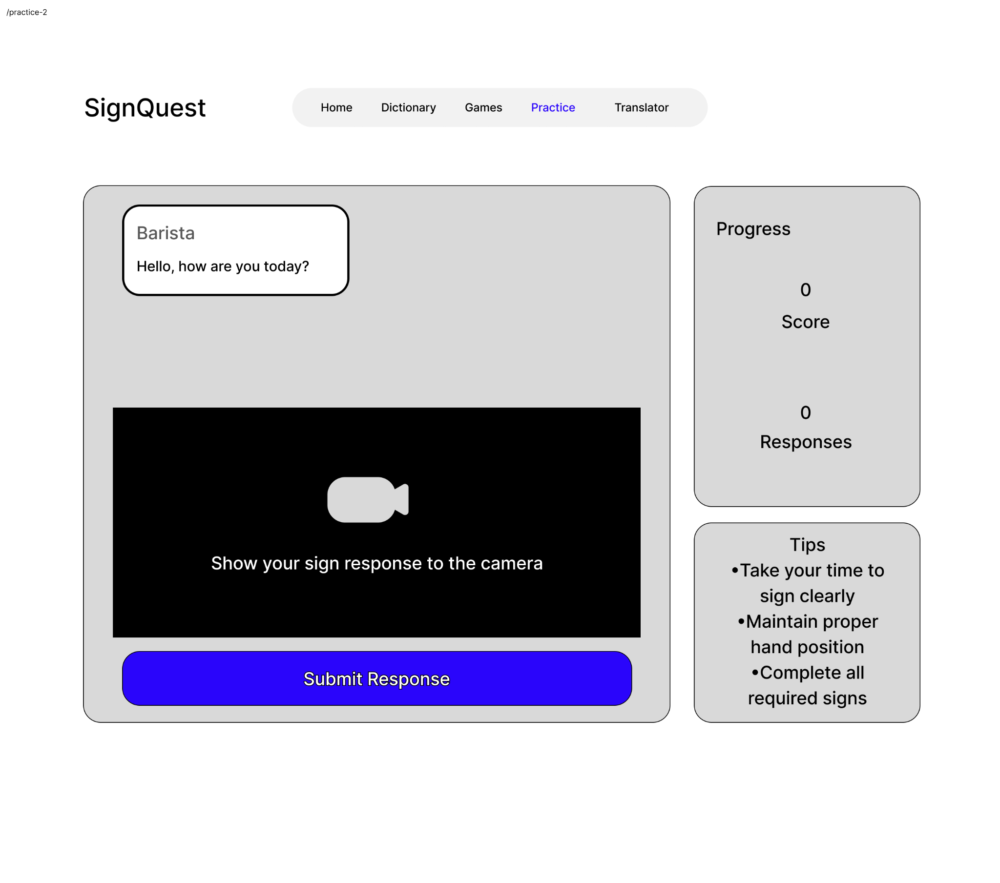 /practice-2
SignQuest
Home Dictionary Games Practice Translator
Barista
Hello, how are you today?
Show your sign response to the camera
Submit Response
Progress
0
Score
0
Responses
Tips
•Take your time to
sign clearly
•Maintain proper
hand position
•Complete all
required signs